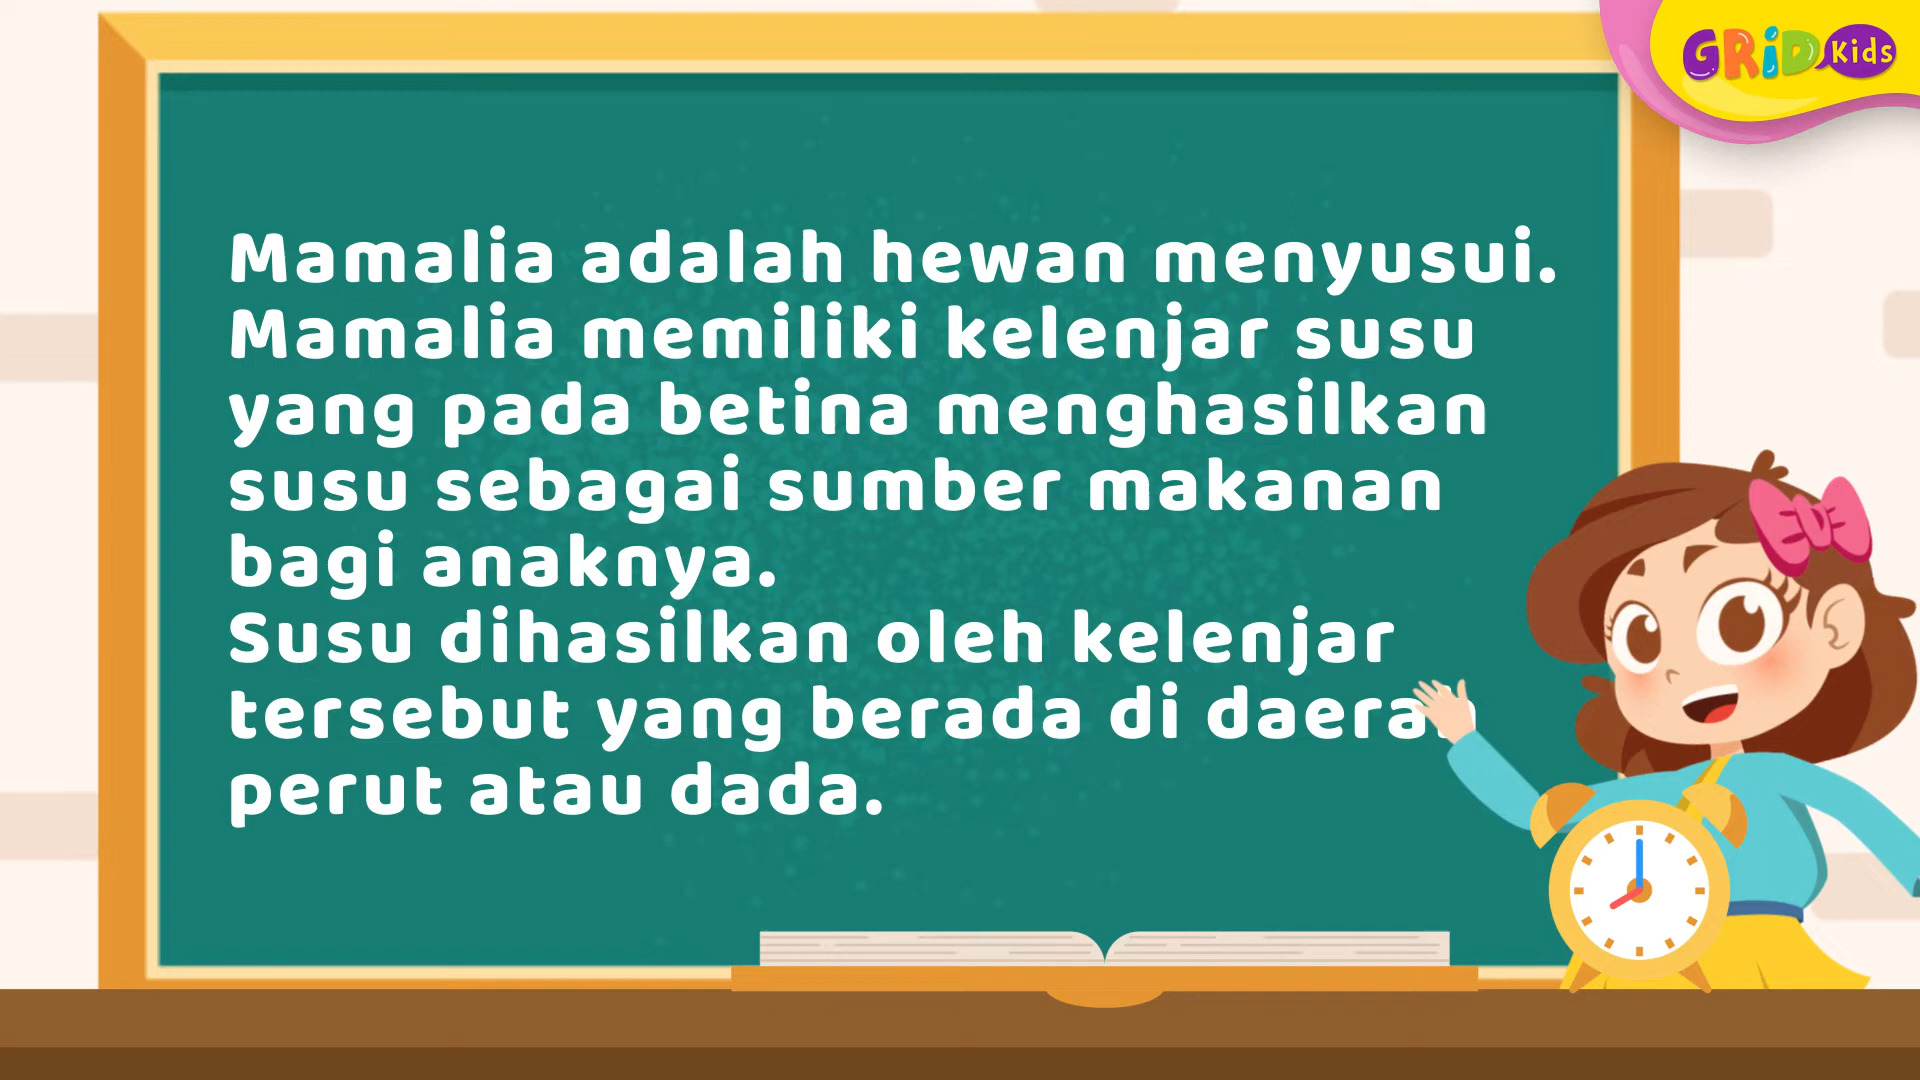 GRiD Kids
Mamalia adalah hewan menyusui.
Mamalia memiliki kelenjar susu
yang pada betina menghasilkan
susu sebagai sumber makanan
bagi anaknya.
Susu dihasilkan oleh kelenjar
tersebut yang berada di daerah
perut atau dada.